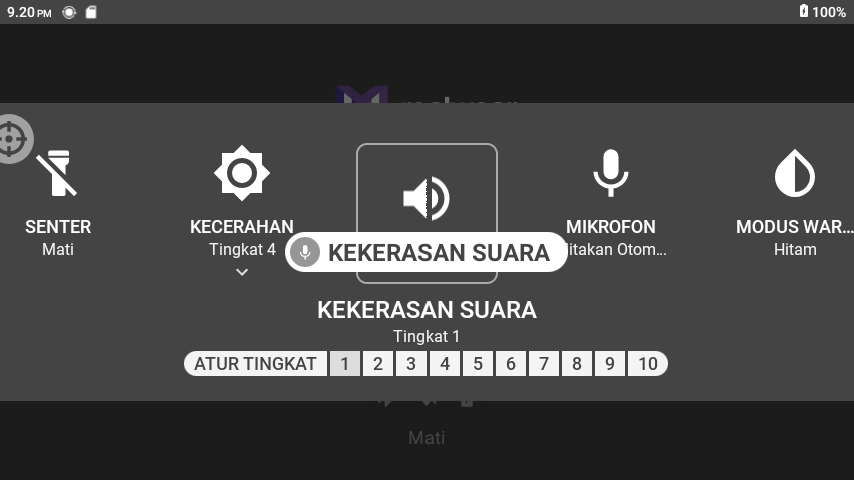 9.20 PM
100%
SENTER
Mati
KECERAHAN
Tingkat 4
KEKERASAN SUARA
MIKROFON
Otom...
MODUS WAR...
Hitam
KEKERASAN SUARA
Tingkat 1
ATUR TINGKAT 1 2 3 4 5 6 7 8 9 10
Mati